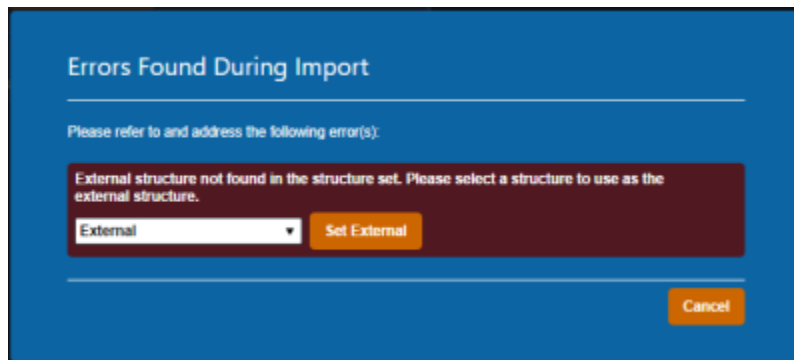 Errors Found During Import
Please refer to and address the following error(s):
External structure not found in the structure set. Please select a structure to use as the
external structure.
External
Set External
Cancel